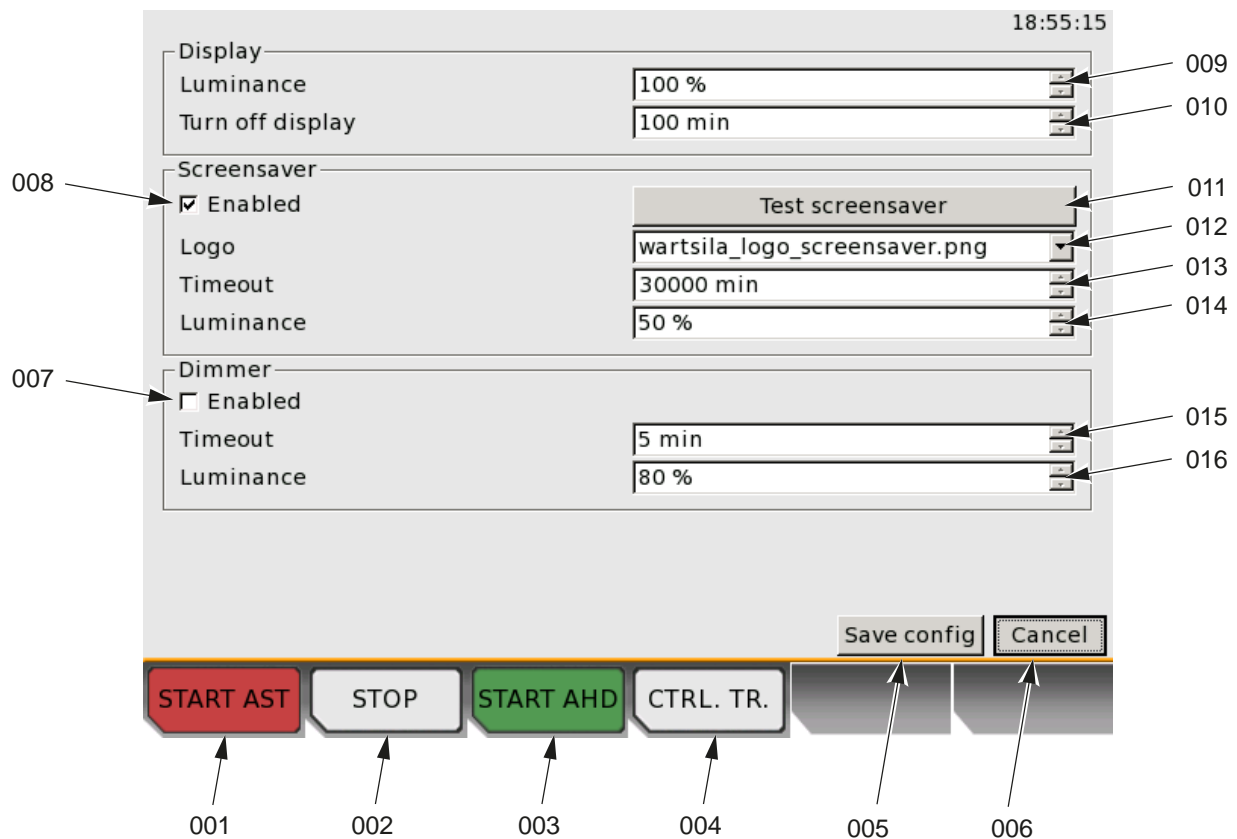 18:55:15
Display
Luminance 100 % 009
Turn off display 100 min 010
Screensaver
008 Enabled Test screensaver 011
Logo wartsila_logo_screensaver.png 012
Timeout 30000 min 013
Luminance 50 % 014
Dimmer
007 Enabled
Timeout 5 min 015
Luminance 80 % 016
Save config Cancel
START AST STOP START AHD CTRL. TR.
001 002 003 004 005 006